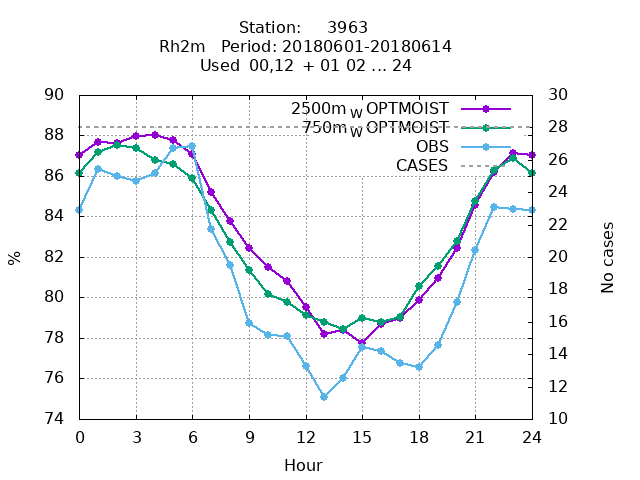 Station: 3963
Rh2m Period: 20180601-20180614
Used 00,12 + 01 02 ... 24
90 30
88 28
86 26
84 24
82 22
80 20
78 18
76 16
74 14
12
10
2500m W OPTMOIST
750m W OPTMOIST
OBS
CASES
%
No cases
0 3 6 9 12 15 18 21 24
Hour